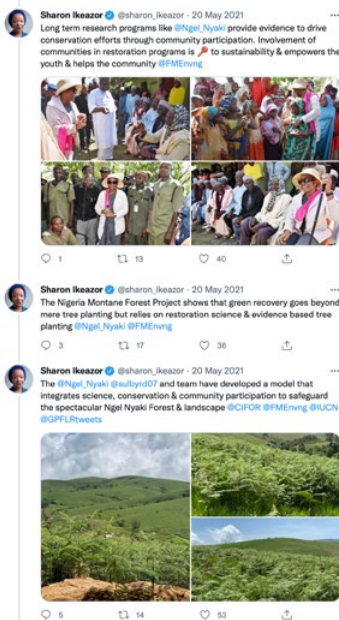 Sharon Ikeazor @sharon_ikeazor · 20 May 2021 ...
Long term research programs like @Ngel_Nyaki provide evidence to drive
conservation efforts through community participation. Involvement of
communities in restoration programs is 🔑 to sustainability & empowers the
youth & helps the community @FMEnvng
1 13 40
Sharon Ikeazor @sharon_ikeazor · 20 May 2021 ...
The Nigeria Montane Forest Project shows that green recovery goes beyond
mere tree planting but relies on restoration science & evidence based tree
planting @Ngel_Nyaki @FMEnvng
3 17 36
Sharon Ikeazor @sharon_ikeazor · 20 May 2021 ...
The @Ngel_Nyaki @sulbyrd07 and team have developed a model that
integrates science, conservation & community participation to safeguard
the spectacular Ngel Nyaki Forest & landscape @CIFOR @FMEnvng @IUCN
@GPFLRtweets
5 14 53